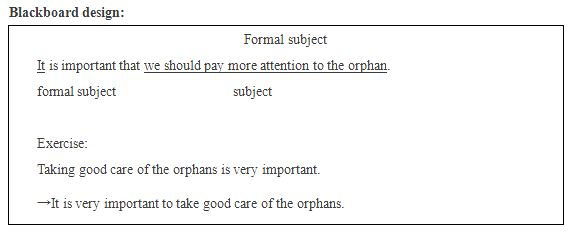 Blackboard design:
Formal subject
It is important that we should pay more attention to the orphan.
formal subject subject
Exercise:
Taking good care of the orphans is very important.
→It is very important to take good care of the orphans.